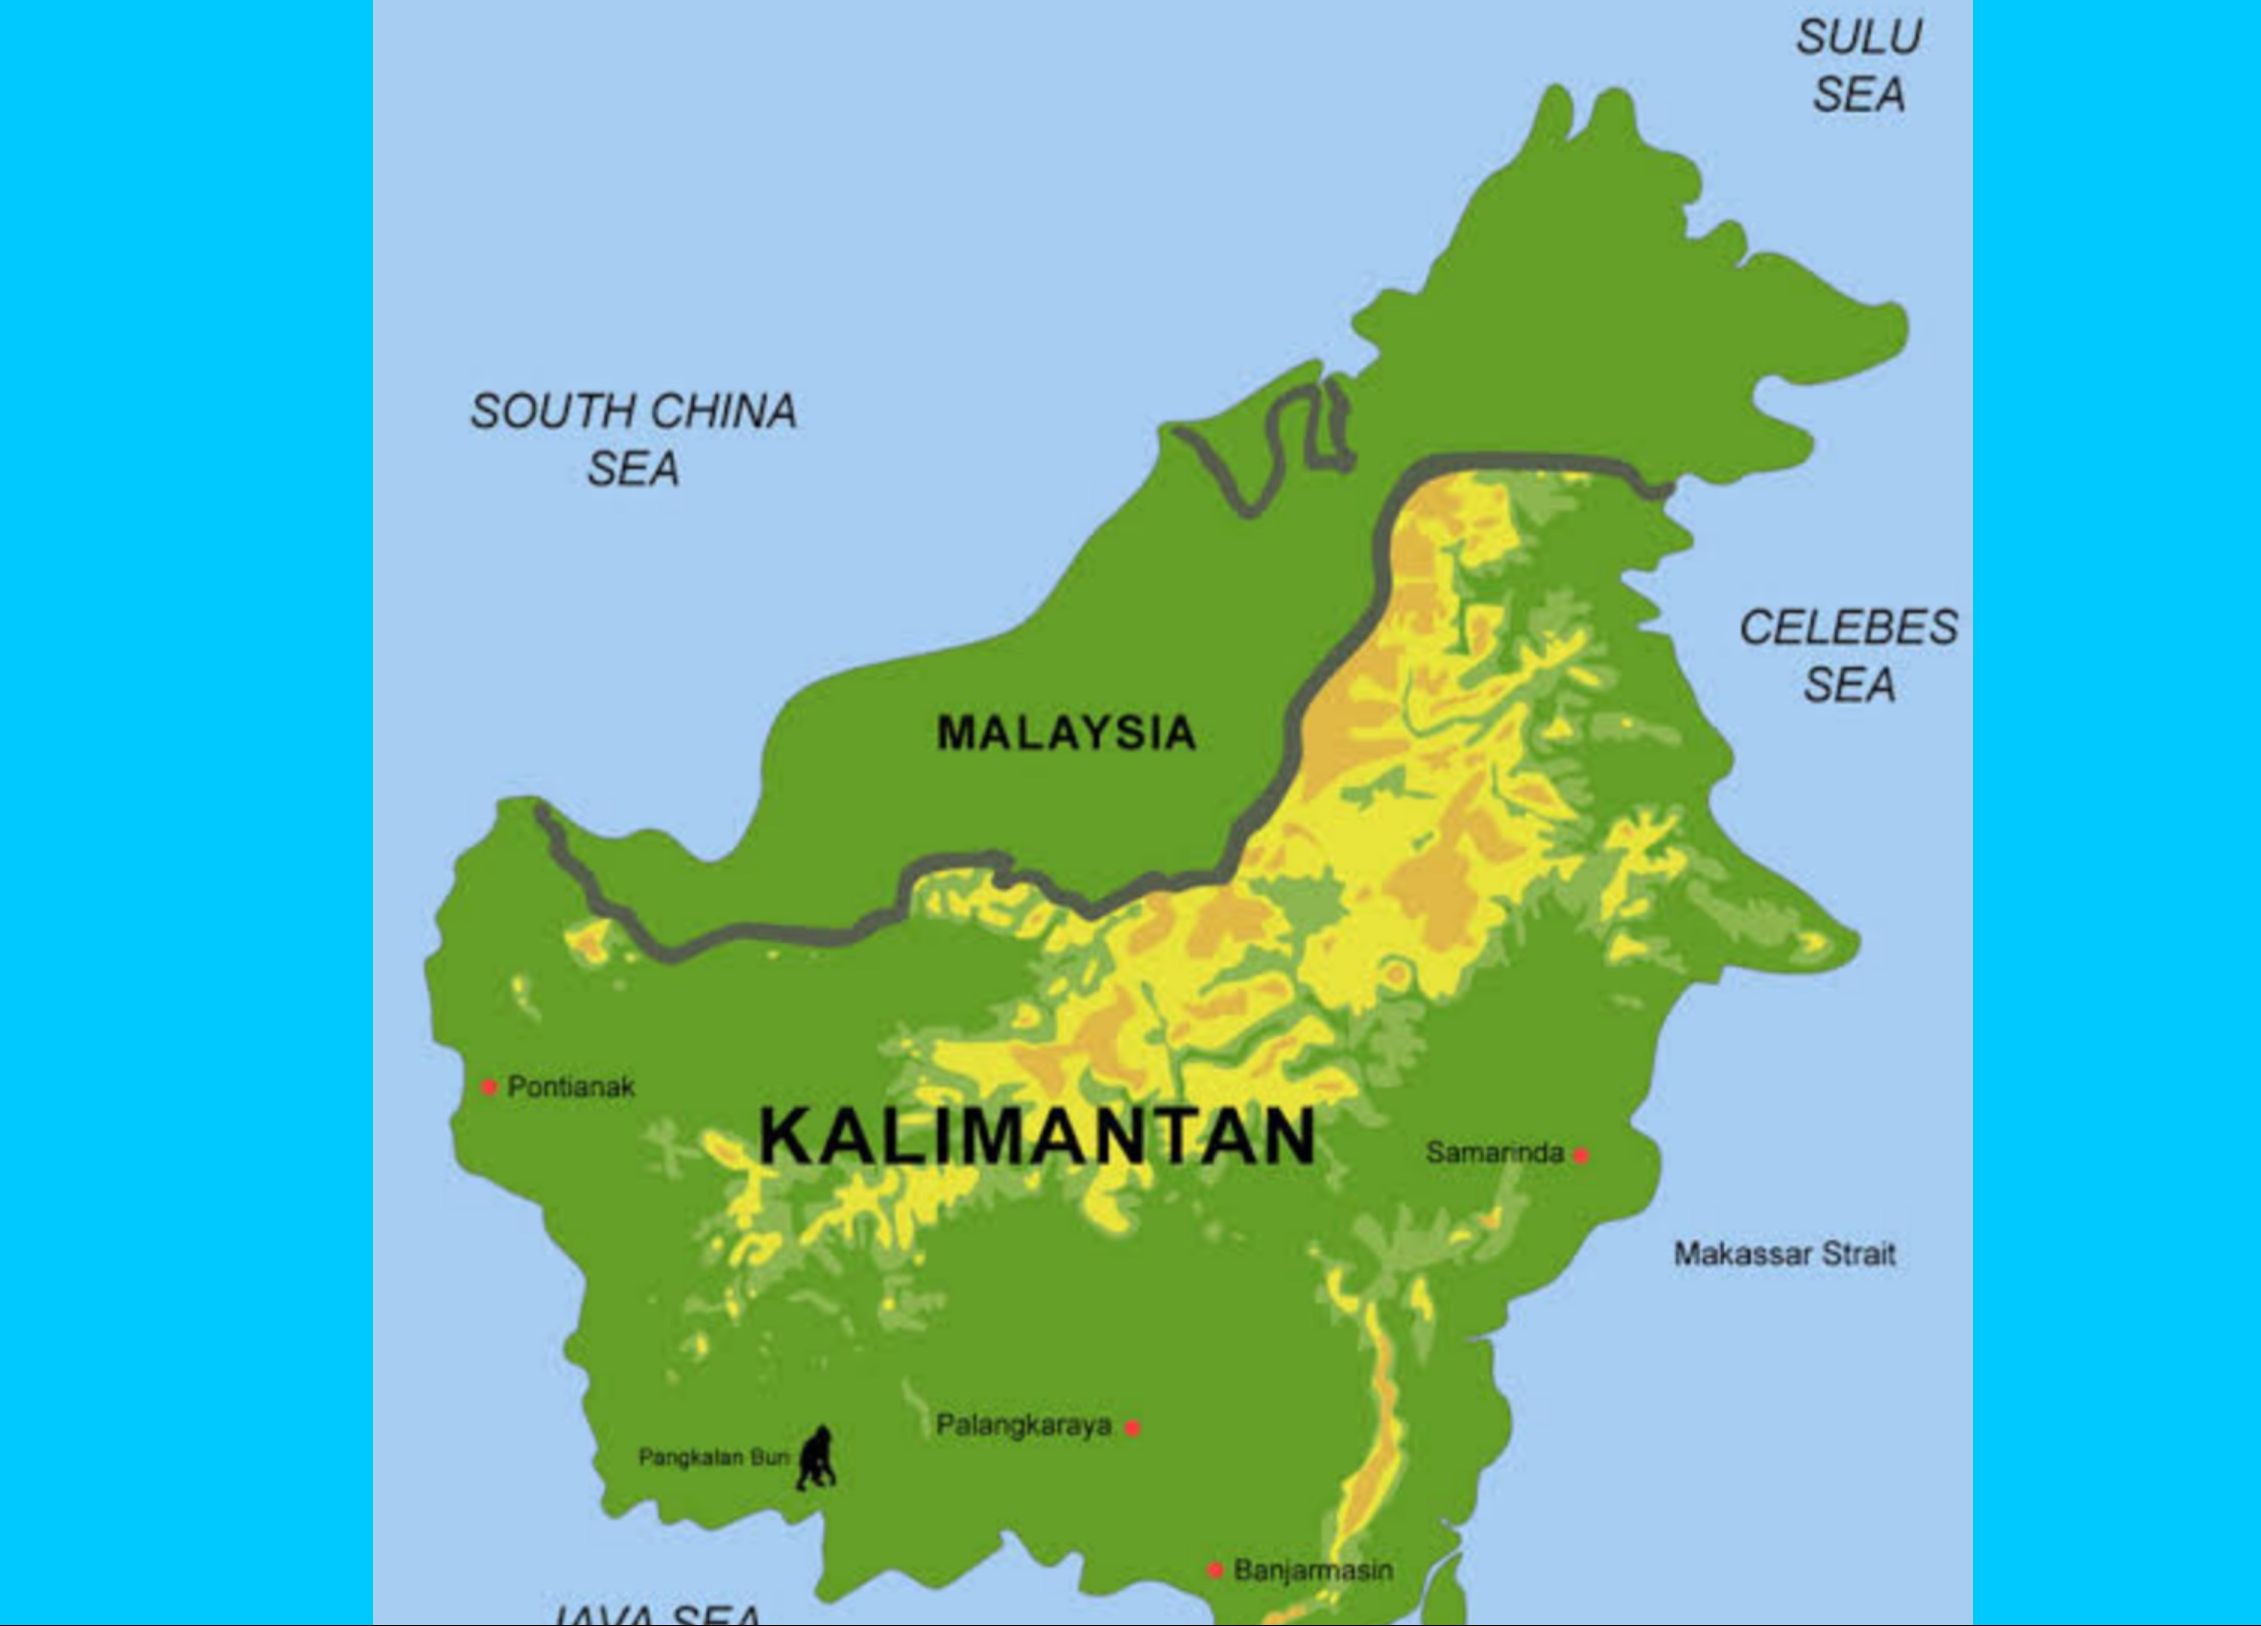 SULU
SEA
SOUTH CHINA
SEA
CELEBES
SEA
MALAYSIA
Pontianak
KALIMANTAN
Samarinda
Makassar Strait
Palangkaraya
Pangkalan Bun
Banjarmasin
JAVA SEA